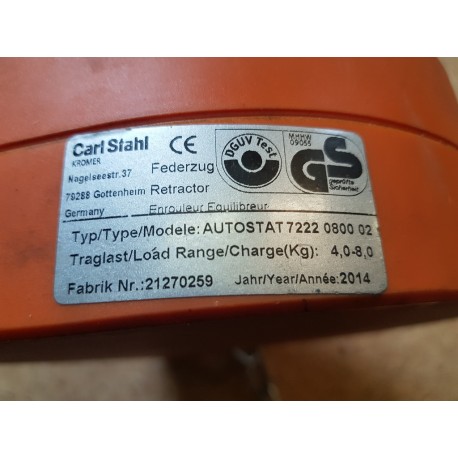 Carl Stahl
KROMER
Nagelseestr.37
79288 Gottenheim
Germany
CE
Federzug
Retractor
Enrouleur Equilibreur
DGUV Test
MHHW
09055
GS
geprüfte
Sicherheit
Typ/Type/Modele: AUTOSTAT 7222 0800 02
Traglast/Load Range/Charge(Kg): 4,0-8,0
Fabrik Nr.:21270259 Jahr/Year/Année:2014